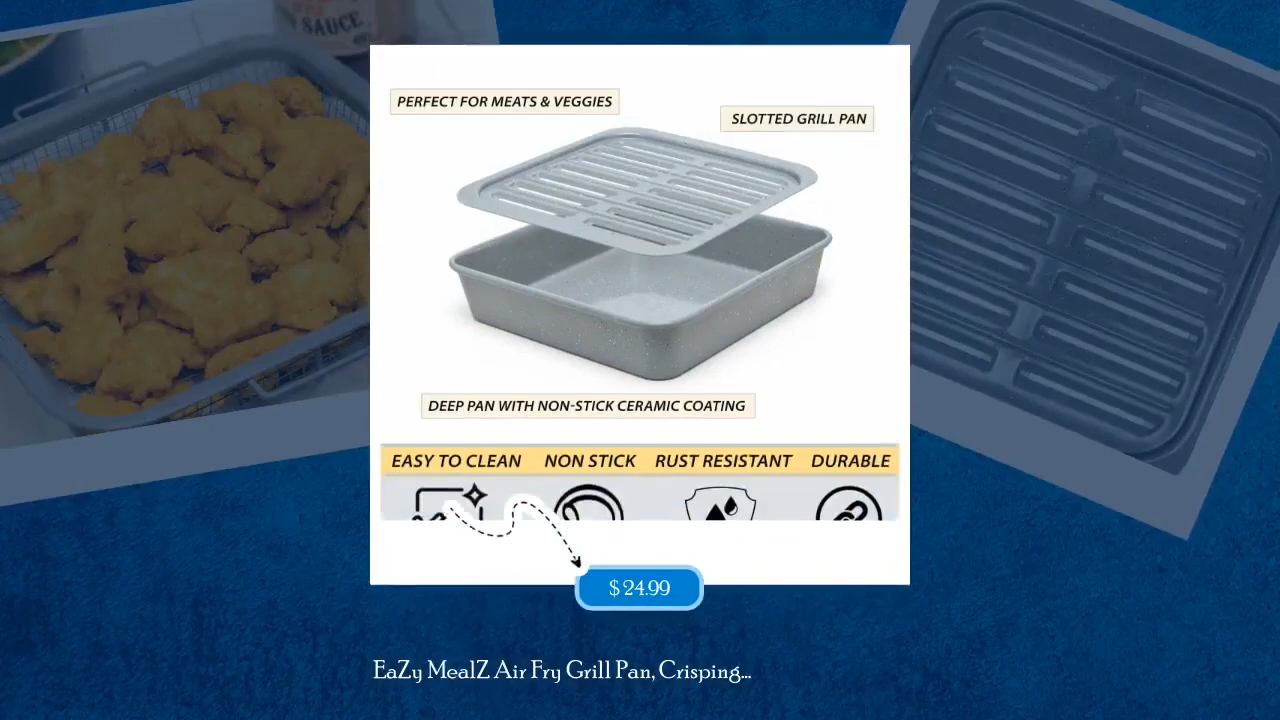 SAUCE
PERFECT FOR MEATS & VEGGIES
SLOTTED GRILL PAN
DEEP PAN WITH NON-STICK CERAMIC COATING
EASY TO CLEAN NON STICK RUST RESISTANT DURABLE
$ 24.99
EaZy MealZ Air Fry Grill Pan, Crisping...